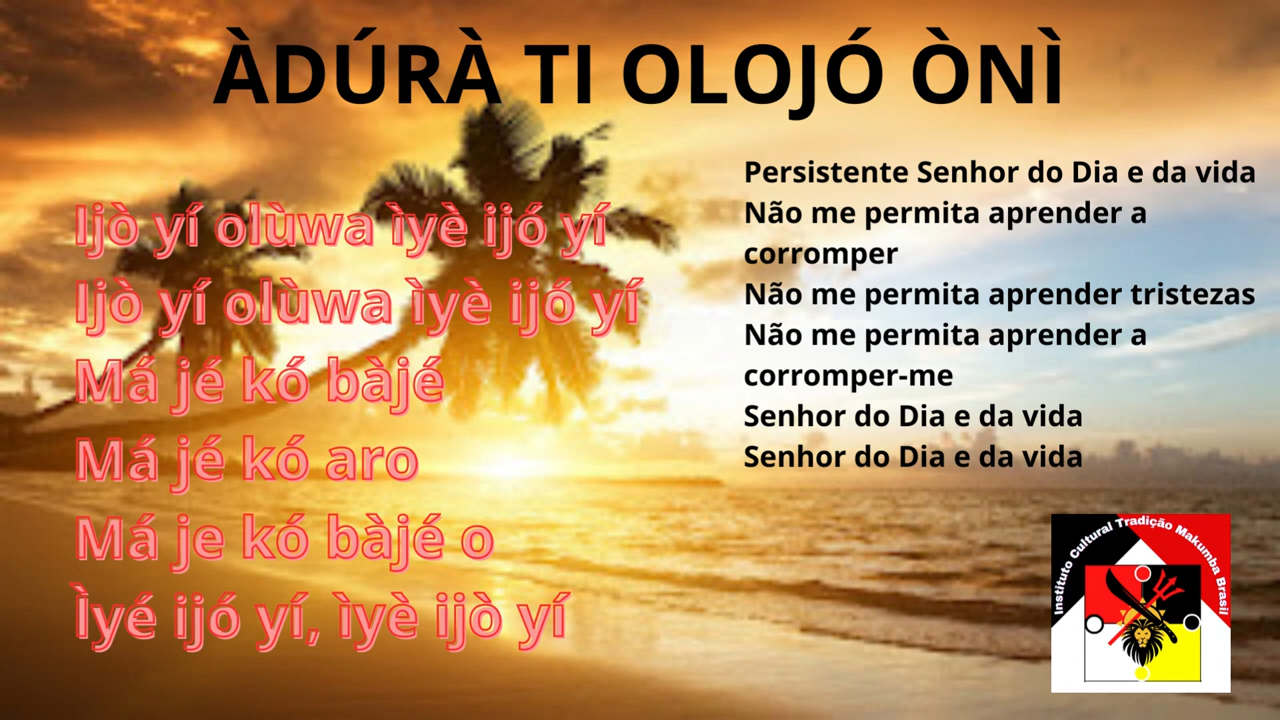 ÀDÚRÀ TI OLOJÓ ÒNÌ
Ijò yí olùwa ìyè ijó yí
Ijò yí olùwa ìyè ijó yí
Má jé kó bàjé
Má jé kó aro
Má je kó bàjé o
Ìyé ijó yí, ìyè ijò yí
Persistente Senhor do Dia e da vida
Não me permita aprender a
corromper
Não me permita aprender tristezas
Não me permita aprender a
corromper-me
Senhor do Dia e da vida
Senhor do Dia e da vida
Instituto Cultural Tradição Makumba Brasil